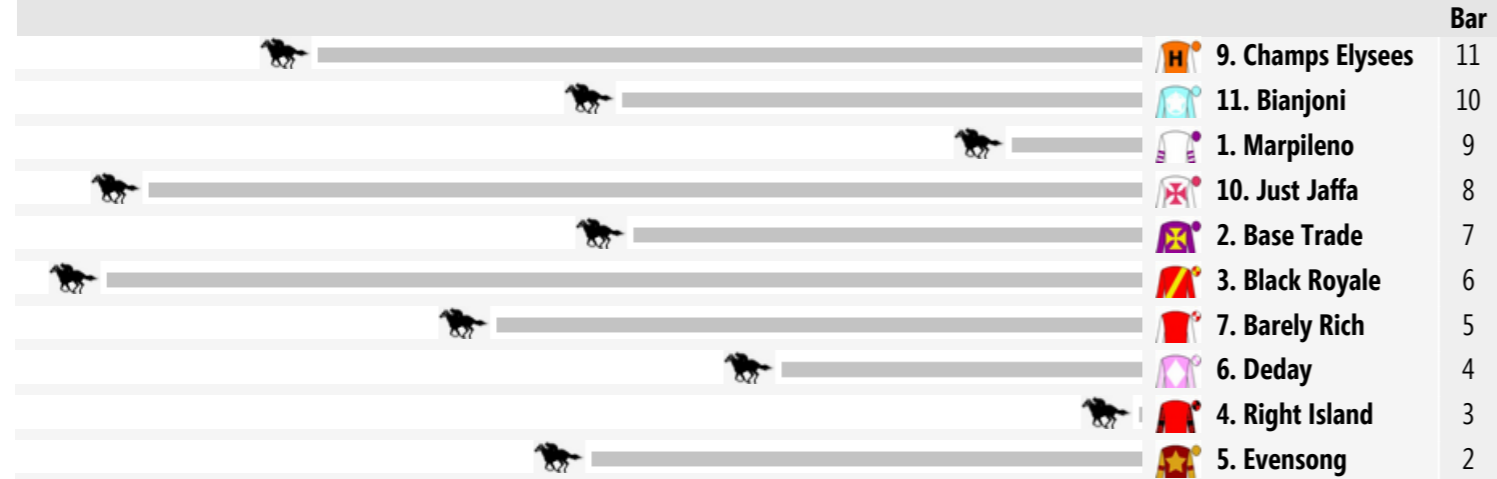 Bar
H 9. Champs Elysees 11
11. Bianjoni 10
1. Marpileno 9
10. Just Jaffa 8
2. Base Trade 7
3. Black Royale 6
7. Barely Rich 5
6. Deday 4
4. Right Island 3
5. Evensong 2